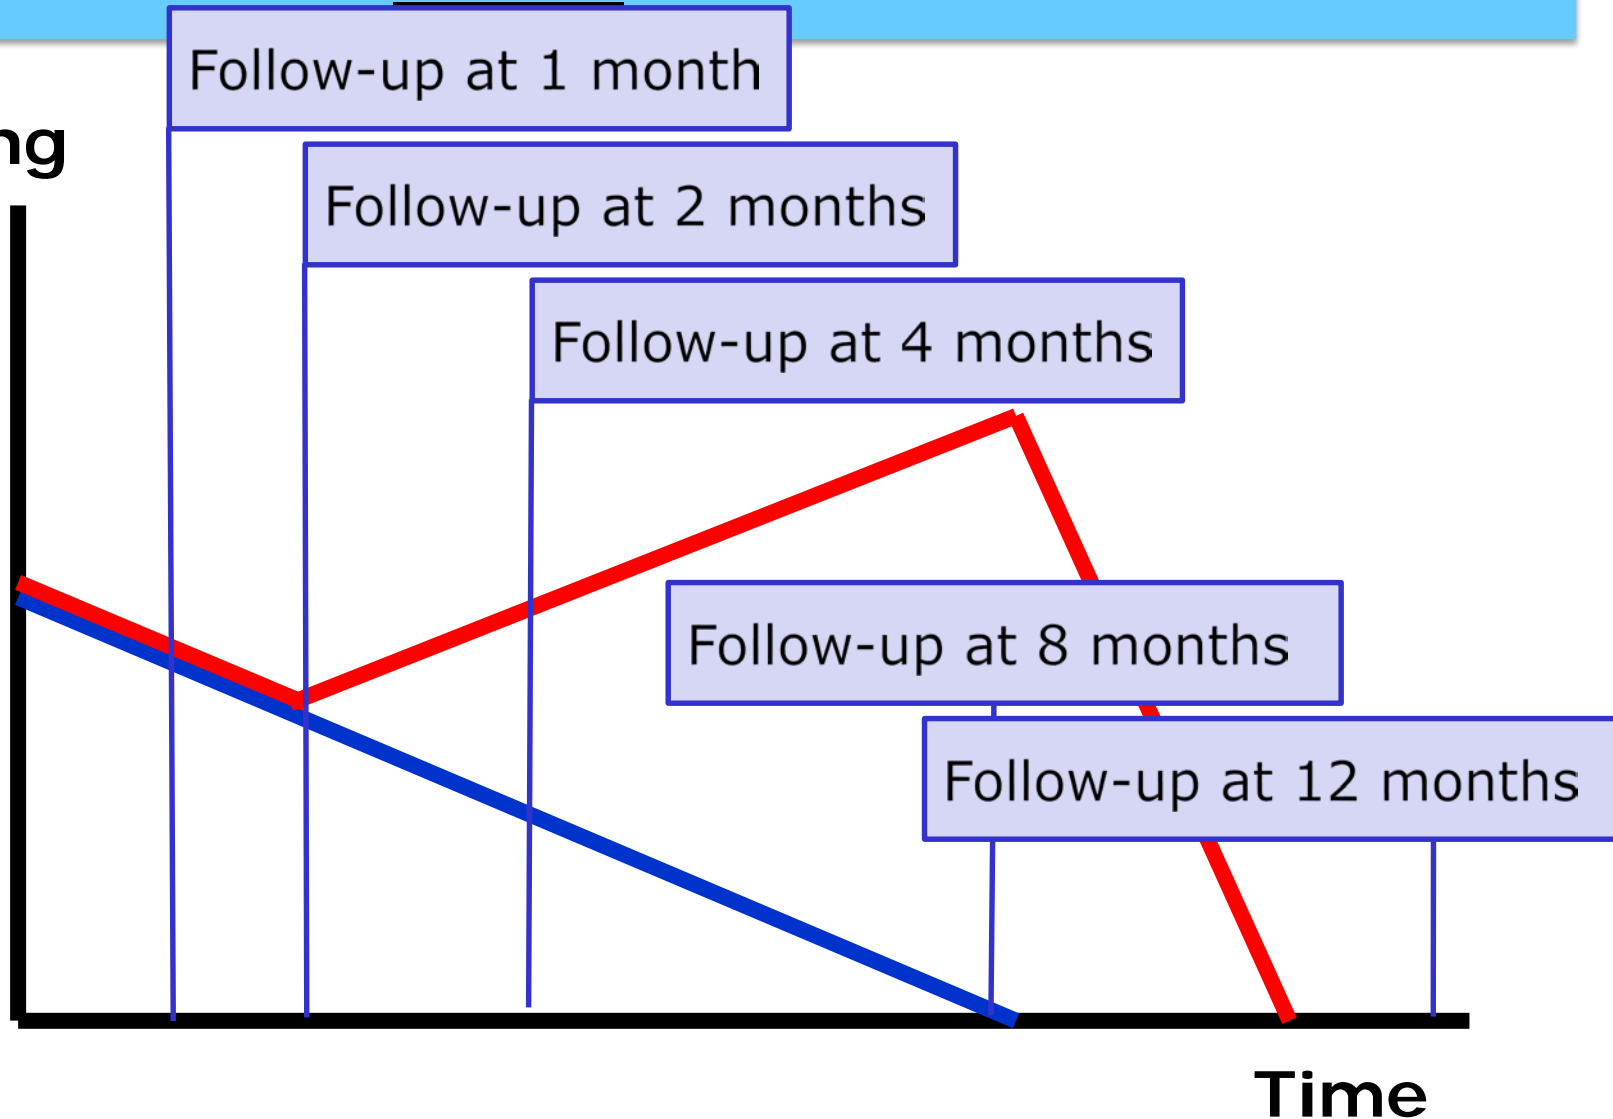 Follow-up at 1 month
ng
Follow-up at 2 months
Follow-up at 4 months
Follow-up at 8 months
Follow-up at 12 months
Time